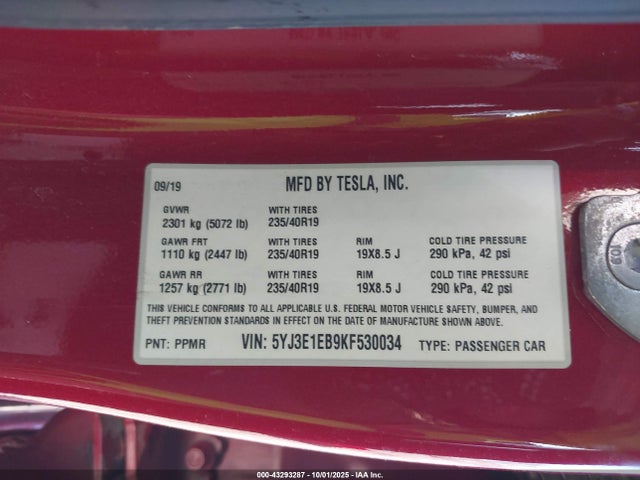 09/19 MFD BY TESLA, INC.
GVWR WITH TIRES
2301 kg (5072 lb) 235/40R19
GAWR FRT WITH TIRES RIM COLD TIRE PRESSURE
1110 kg (2447 lb) 235/40R19 19X8.5 J 290 kPa, 42 psi
GAWR RR WITH TIRES RIM COLD TIRE PRESSURE
1257 kg (2771 lb) 235/40R19 19X8.5 J 290 kPa, 42 psi
THIS VEHICLE CONFORMS TO ALL APPLICABLE U.S. FEDERAL MOTOR VEHICLE SAFETY, BUMPER, AND
THEFT PREVENTION STANDARDS IN EFFECT ON THE DATE OF MANUFACTURE SHOWN ABOVE.
PNT: PPMR VIN: 5YJ3E1EB9KF530034 TYPE: PASSENGER CAR
000-43293287 - 10/01/2025 - IAA Inc.